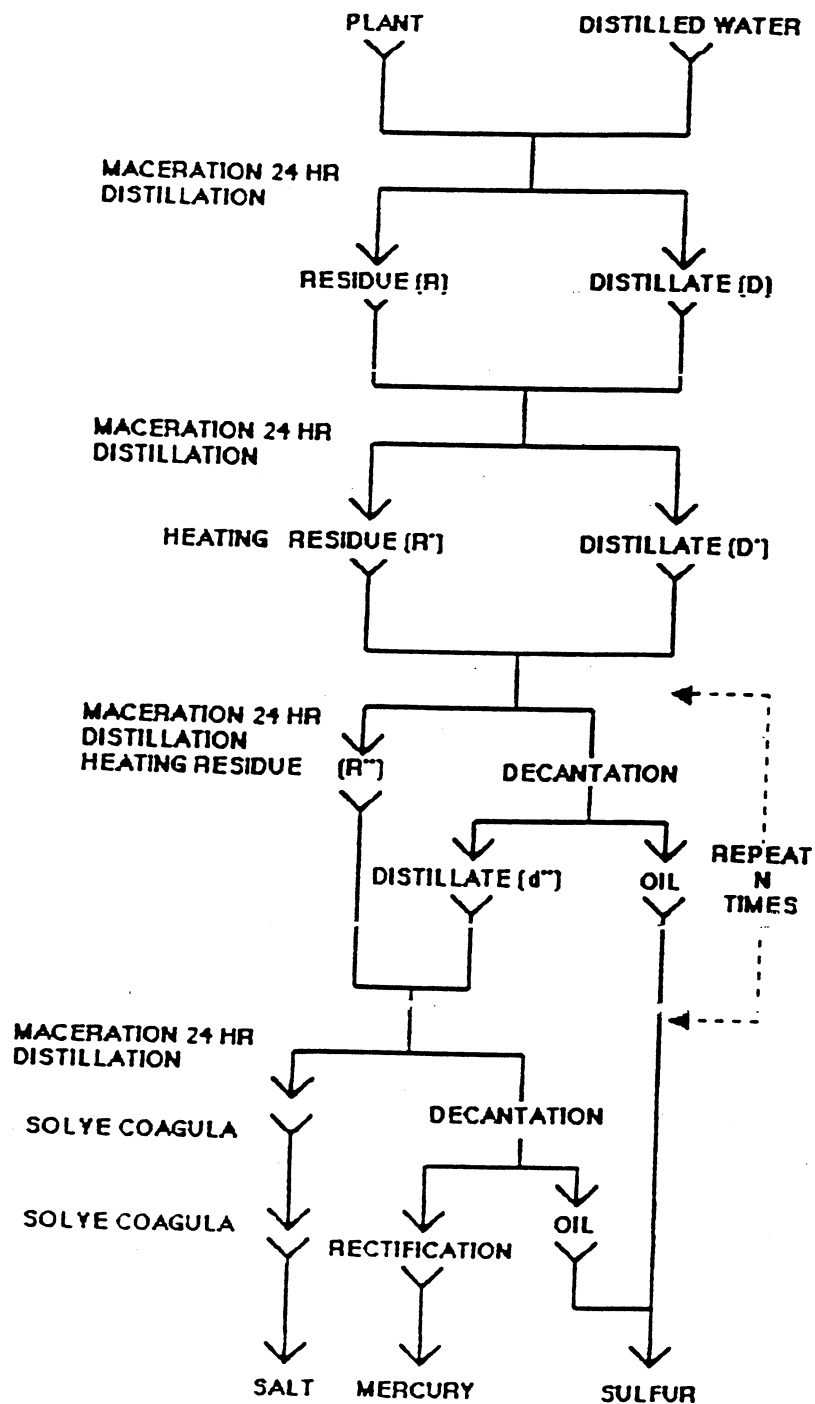 PLANT
DISTILLED WATER
MACERATION 24 HR
DISTILLATION
RESIDUE (R)
DISTILLATE (D)
MACERATION 24 HR
DISTILLATION
HEATING RESIDUE (R")
DISTILLATE (D")
MACERATION 24 HR
DISTILLATION
HEATING RESIDUE
(R"")
DECANTATION
DISTILLATE (d"")
OIL
REPEAT
N
TIMES
MACERATION 24 HR
DISTILLATION
SOLYE COAGULA
DECANTATION
SOLYE COAGULA
RECTIFICATION
OIL
SALT
MERCURY
SULFUR